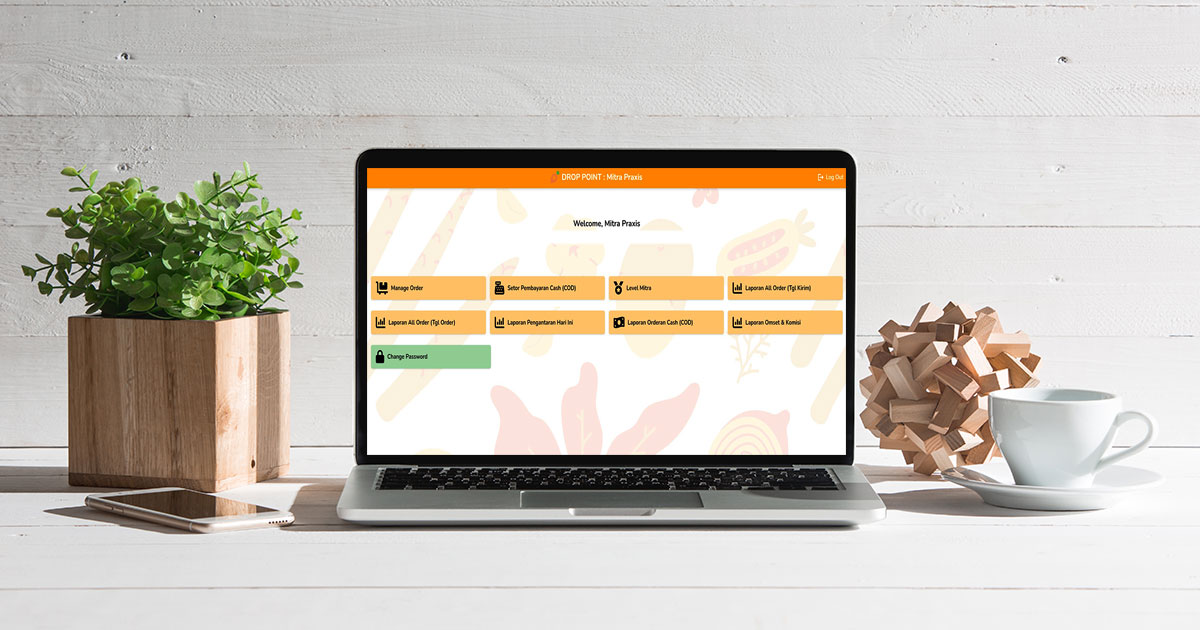 DROP POINT : Mitra Praxis
Log Out
Welcome, Mitra Praxis
Manage Order
Setor Pembayaran Cash (COD)
Level Mitra
Laporan All Order (Tgl Kirim)
Laporan All Order (Tgl Order)
Laporan Pengantaran Hari Ini
Laporan Orderan Cash (COD)
Laporan Omset & Komisi
Change Password